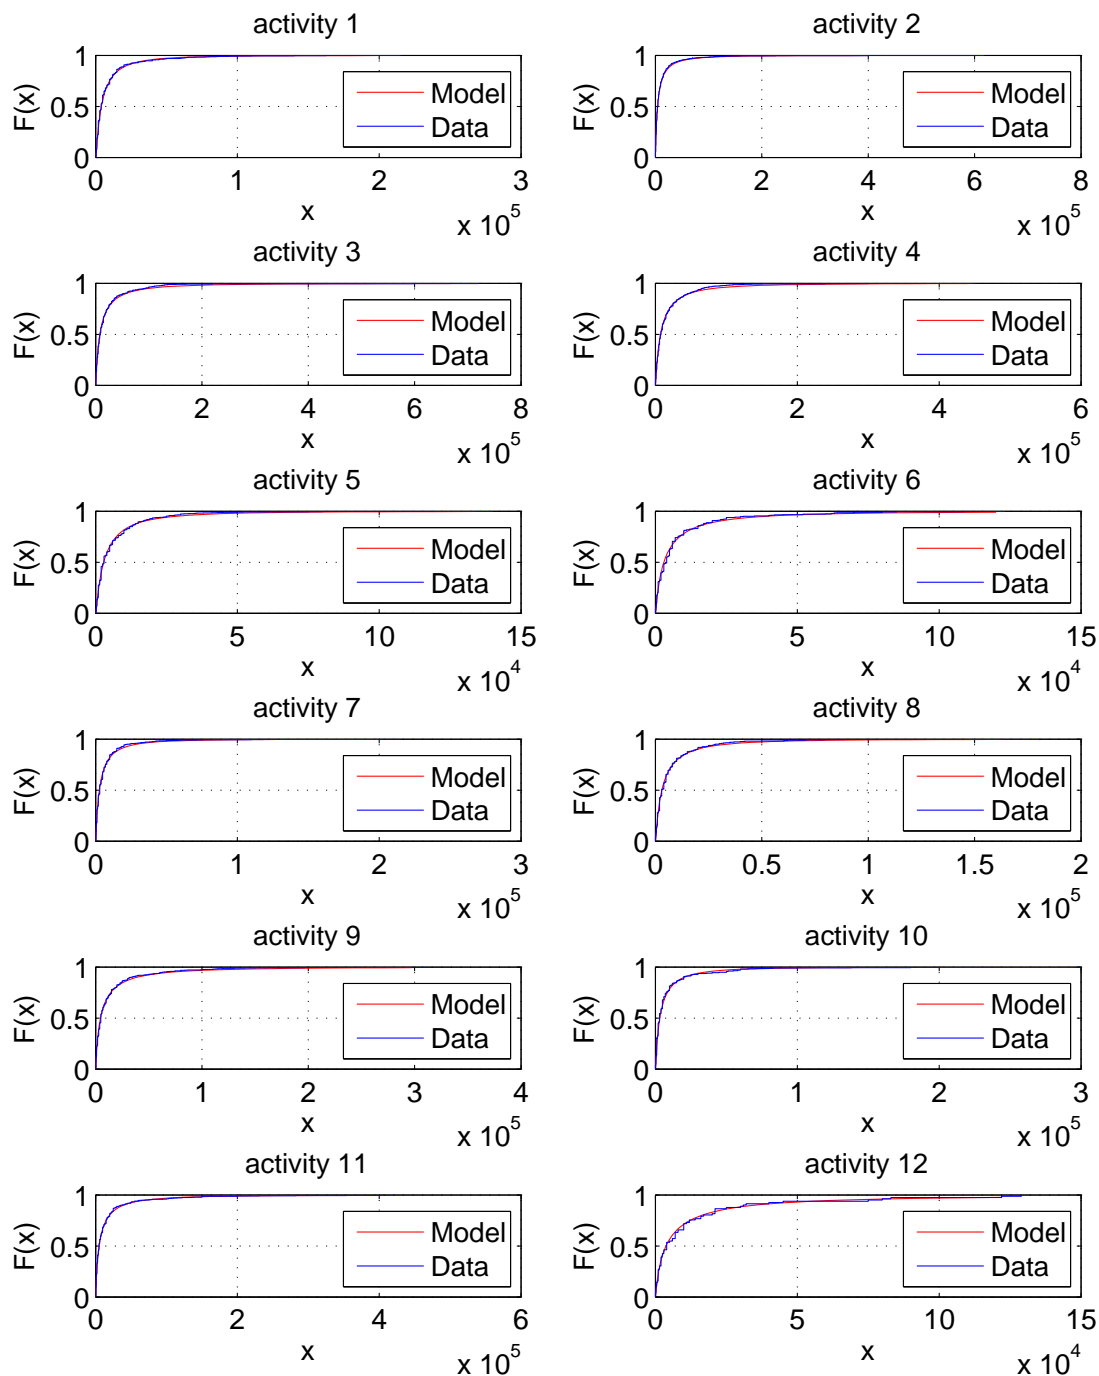 activity 1
F(x)
1
0.5
0
Model
Data
0 1 2 3
x
x 10^5
activity 2
F(x)
1
0.5
0
Model
Data
0 2 4 6 8
x
x 10^5
activity 3
F(x)
1
0.5
0
Model
Data
0 2 4 6 8
x
x 10^5
activity 4
F(x)
1
0.5
0
Model
Data
0 2 4 6
x
x 10^5
activity 5
F(x)
1
0.5
0
Model
Data
0 5 10 15
x
x 10^4
activity 6
F(x)
1
0.5
0
Model
Data
0 5 10 15
x
x 10^4
activity 7
F(x)
1
0.5
0
Model
Data
0 1 2 3
x
x 10^5
activity 8
F(x)
1
0.5
0
Model
Data
0 0.5 1 1.5 2
x
x 10^5
activity 9
F(x)
1
0.5
0
Model
Data
0 1 2 3 4
x
x 10^5
activity 10
F(x)
1
0.5
0
Model
Data
0 1 2 3
x
x 10^5
activity 11
F(x)
1
0.5
0
Model
Data
0 2 4 6
x
x 10^5
activity 12
F(x)
1
0.5
0
Model
Data
0 5 10 15
x
x 10^4